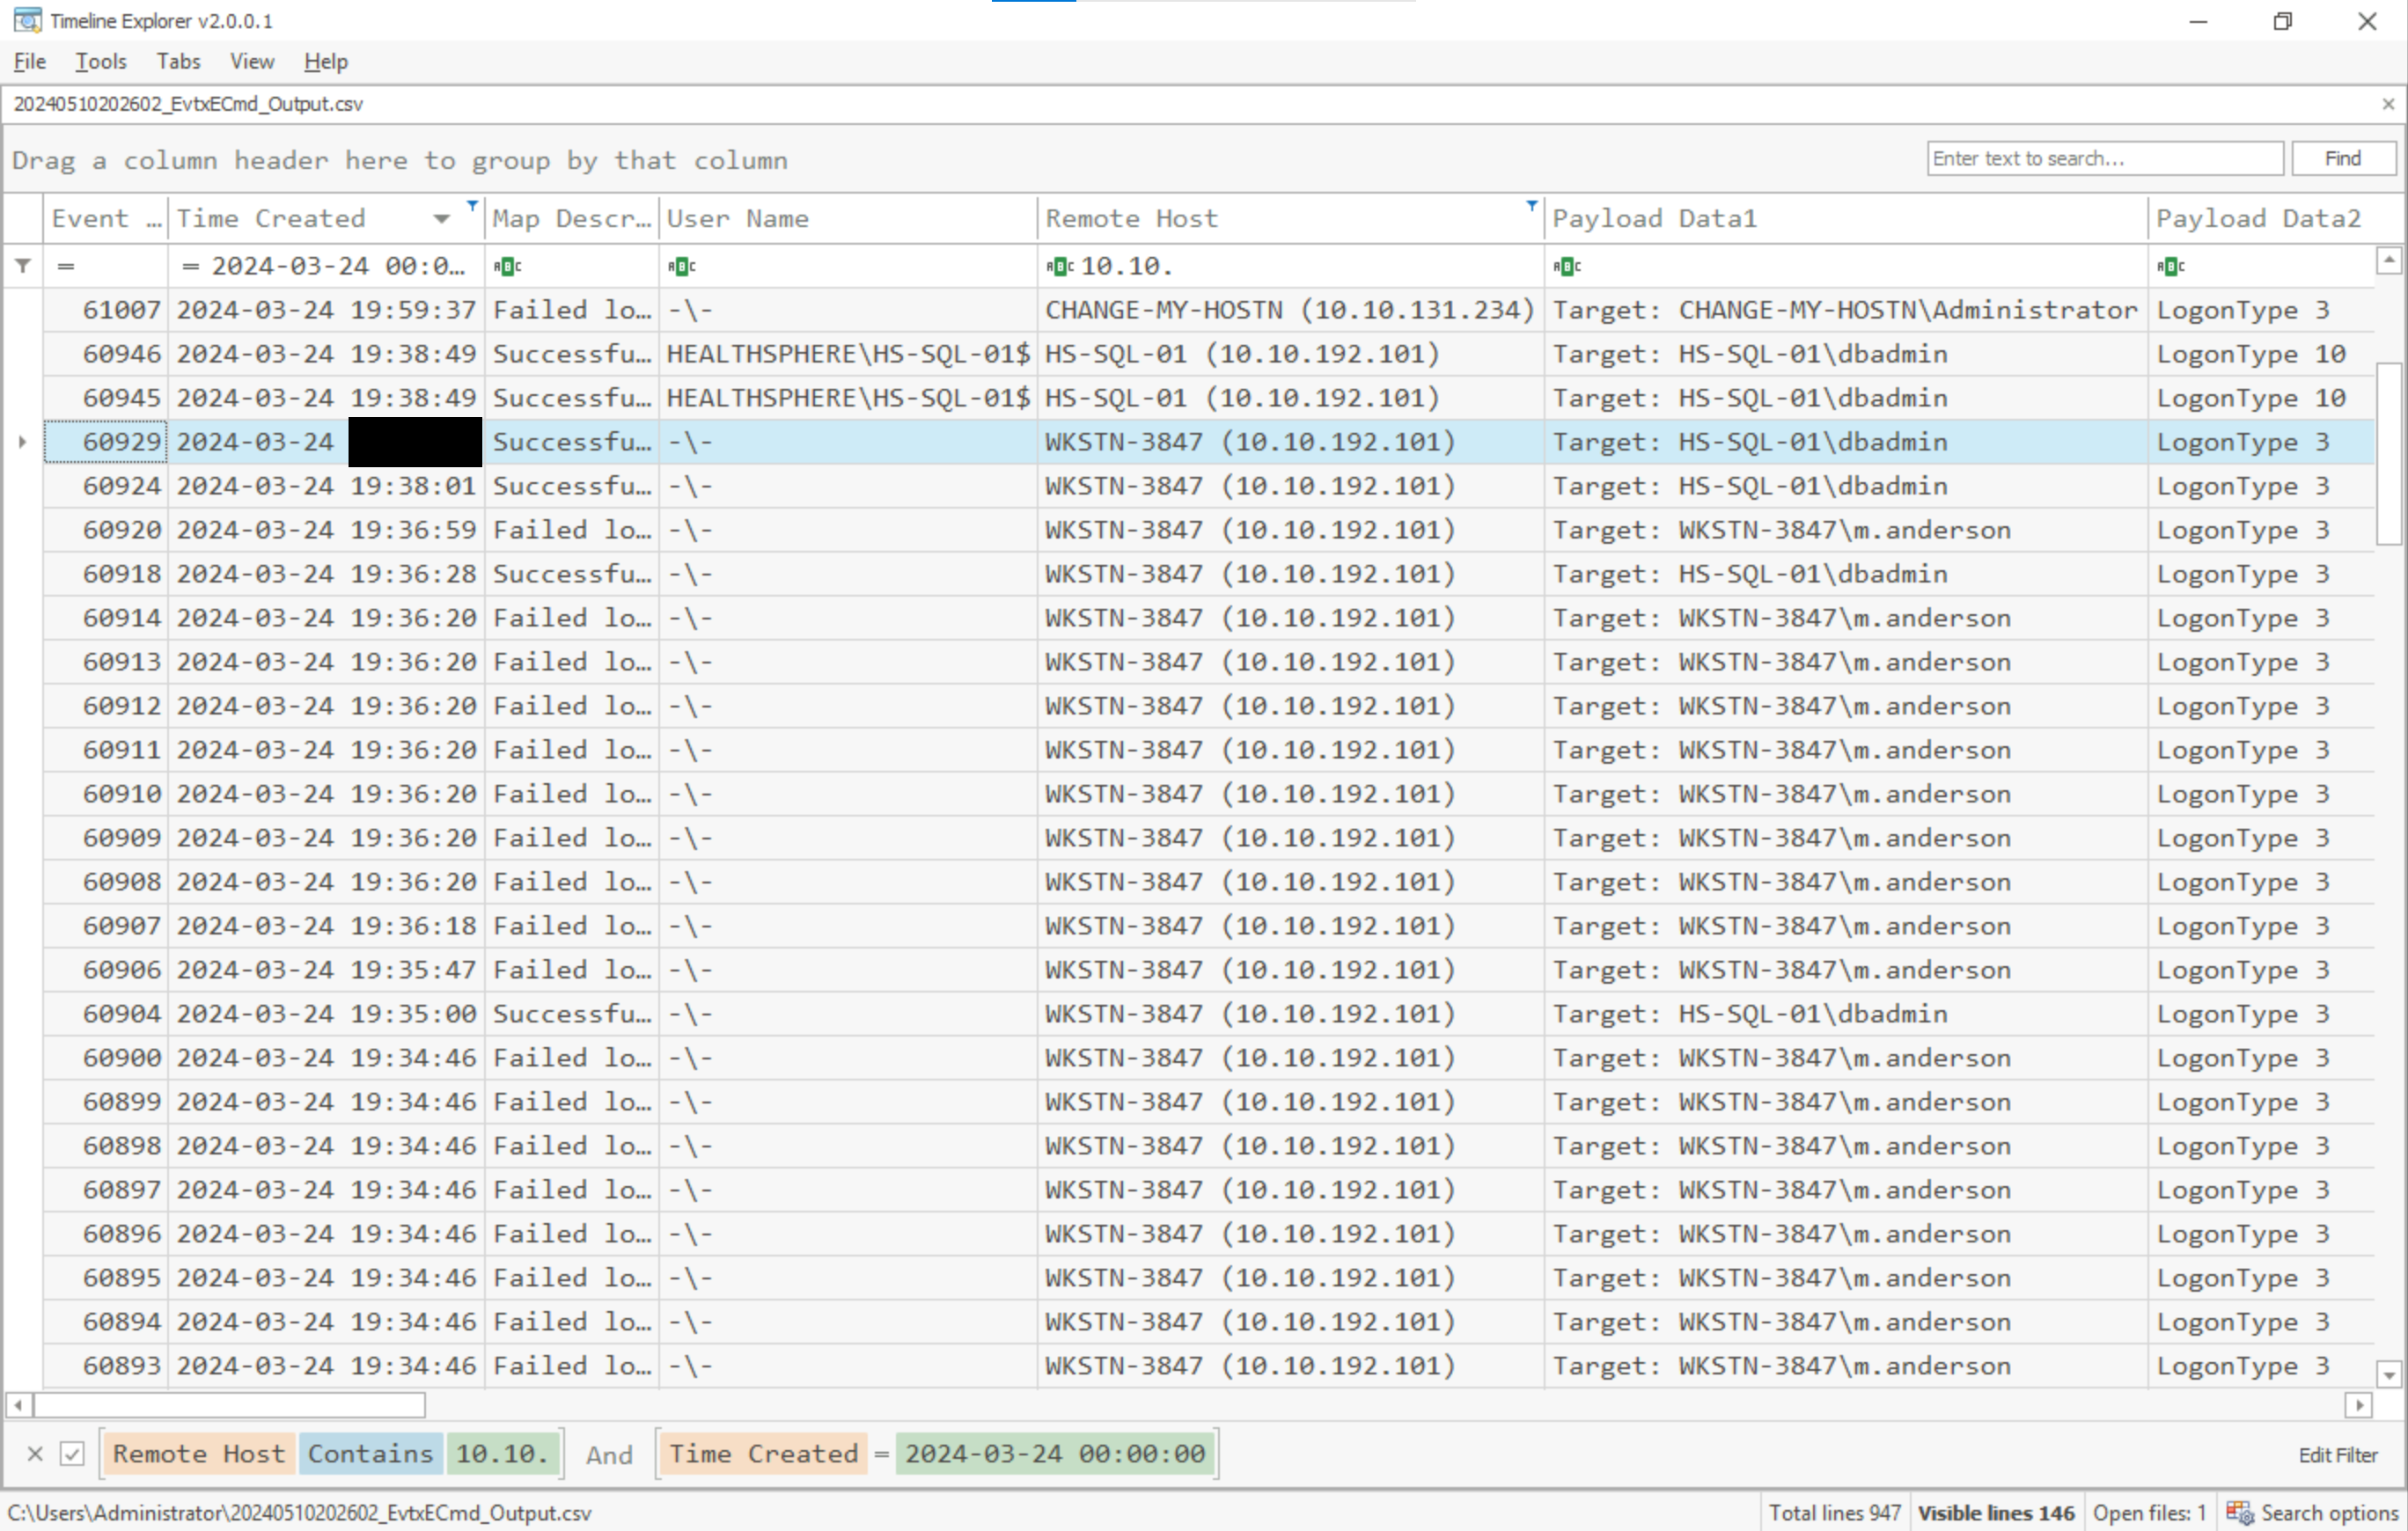 Timeline Explorer v2.0.0.1
File Tools Tabs View Help
20240510202602_EvtxECmd_Output.csv
Drag a column header here to group by that column Enter text to search... Find
Event ... Time Created Map Descr... User Name Remote Host Payload Data1 Payload Data2
= = 2024-03-24 00:0... ABC ABC ABC 10.10. ABC ABC
61007 2024-03-24 19:59:37 Failed lo... -\- CHANGE-MY-HOSTN (10.10.131.234) Target: CHANGE-MY-HOSTN\Administrator LogonType 3
60946 2024-03-24 19:38:49 Successfu... HEALTHSPHERE\HS-SQL-01$ HS-SQL-01 (10.10.192.101) Target: HS-SQL-01\dbadmin LogonType 10
60945 2024-03-24 19:38:49 Successfu... HEALTHSPHERE\HS-SQL-01$ HS-SQL-01 (10.10.192.101) Target: HS-SQL-01\dbadmin LogonType 10
60929 2024-03-24 Successfu... -\- WKSTN-3847 (10.10.192.101) Target: HS-SQL-01\dbadmin LogonType 3
60924 2024-03-24 19:38:01 Successfu... -\- WKSTN-3847 (10.10.192.101) Target: HS-SQL-01\dbadmin LogonType 3
60920 2024-03-24 19:36:59 Failed lo... -\- WKSTN-3847 (10.10.192.101) Target: WKSTN-3847\m.anderson LogonType 3
60918 2024-03-24 19:36:28 Successfu... -\- WKSTN-3847 (10.10.192.101) Target: HS-SQL-01\dbadmin LogonType 3
60914 2024-03-24 19:36:20 Failed lo... -\- WKSTN-3847 (10.10.192.101) Target: WKSTN-3847\m.anderson LogonType 3
60913 2024-03-24 19:36:20 Failed lo... -\- WKSTN-3847 (10.10.192.101) Target: WKSTN-3847\m.anderson LogonType 3
60912 2024-03-24 19:36:20 Failed lo... -\- WKSTN-3847 (10.10.192.101) Target: WKSTN-3847\m.anderson LogonType 3
60911 2024-03-24 19:36:20 Failed lo... -\- WKSTN-3847 (10.10.192.101) Target: WKSTN-3847\m.anderson LogonType 3
60910 2024-03-24 19:36:20 Failed lo... -\- WKSTN-3847 (10.10.192.101) Target: WKSTN-3847\m.anderson LogonType 3
60909 2024-03-24 19:36:20 Failed lo... -\- WKSTN-3847 (10.10.192.101) Target: WKSTN-3847\m.anderson LogonType 3
60908 2024-03-24 19:36:20 Failed lo... -\- WKSTN-3847 (10.10.192.101) Target: WKSTN-3847\m.anderson LogonType 3
60907 2024-03-24 19:36:18 Failed lo... -\- WKSTN-3847 (10.10.192.101) Target: WKSTN-3847\m.anderson LogonType 3
60906 2024-03-24 19:35:47 Failed lo... -\- WKSTN-3847 (10.10.192.101) Target: WKSTN-3847\m.anderson LogonType 3
60904 2024-03-24 19:35:00 Successfu... -\- WKSTN-3847 (10.10.192.101) Target: HS-SQL-01\dbadmin LogonType 3
60900 2024-03-24 19:34:46 Failed lo... -\- WKSTN-3847 (10.10.192.101) Target: WKSTN-3847\m.anderson LogonType 3
60899 2024-03-24 19:34:46 Failed lo... -\- WKSTN-3847 (10.10.192.101) Target: WKSTN-3847\m.anderson LogonType 3
60898 2024-03-24 19:34:46 Failed lo... -\- WKSTN-3847 (10.10.192.101) Target: WKSTN-3847\m.anderson LogonType 3
60897 2024-03-24 19:34:46 Failed lo... -\- WKSTN-3847 (10.10.192.101) Target: WKSTN-3847\m.anderson LogonType 3
60896 2024-03-24 19:34:46 Failed lo... -\- WKSTN-3847 (10.10.192.101) Target: WKSTN-3847\m.anderson LogonType 3
60895 2024-03-24 19:34:46 Failed lo... -\- WKSTN-3847 (10.10.192.101) Target: WKSTN-3847\m.anderson LogonType 3
60894 2024-03-24 19:34:46 Failed lo... -\- WKSTN-3847 (10.10.192.101) Target: WKSTN-3847\m.anderson LogonType 3
60893 2024-03-24 19:34:46 Failed lo... -\- WKSTN-3847 (10.10.192.101) Target: WKSTN-3847\m.anderson LogonType 3
Remote Host Contains 10.10. And Time Created = 2024-03-24 00:00:00 Edit Filter
C:\Users\Administrator\20240510202602_EvtxECmd_Output.csv Total lines 947 Visible lines 146 Open files: 1 Search options